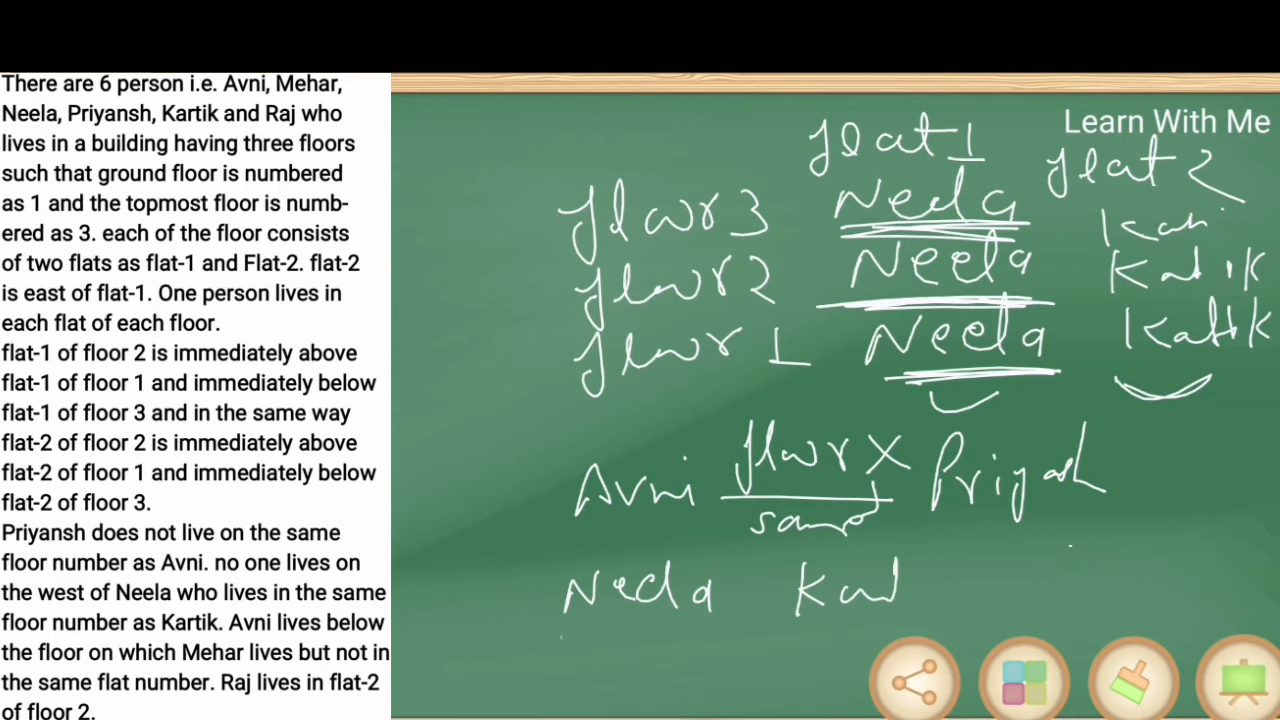 There are 6 person i.e. Avni, Mehar,
Neela, Priyansh, Kartik and Raj who
lives in a building having three floors
such that ground floor is numbered
as 1 and the topmost floor is numb-
ered as 3. each of the floor consists
of two flats as flat-1 and Flat-2. flat-2
is east of flat-1. One person lives in
each flat of each floor.
flat-1 of floor 2 is immediately above
flat-1 of floor 1 and immediately below
flat-1 of floor 3 and in the same way
flat-2 of floor 2 is immediately above
flat-2 of floor 1 and immediately below
flat-2 of floor 3.
Priyansh does not live on the same
floor number as Avni. no one lives on
the west of Neela who lives in the same
floor number as Kartik. Avni lives below
the floor on which Mehar lives but not in
the same flat number. Raj lives in flat-2
of floor 2.
Learn With Me
flat 1 flat 2
floor 3 Neela Kar
floor 2 Neela Katik
floor 1 Neela Katik
Avni floor X Priyash
same
Neela Kar